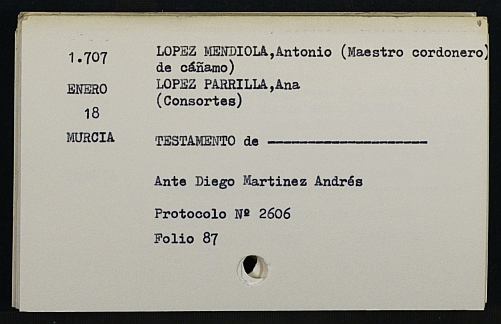 1.707
LOPEZ MENDIOLA,Antonio (Maestro cordonero)
de cáñamo)
ENERO
LOPEZ PARRILLA,Ana
(Consortes)
18
MURCIA
TESTAMENTO de --------------------
Ante Diego Martinez Andrés
Protocolo Nº 2606
Folio 87